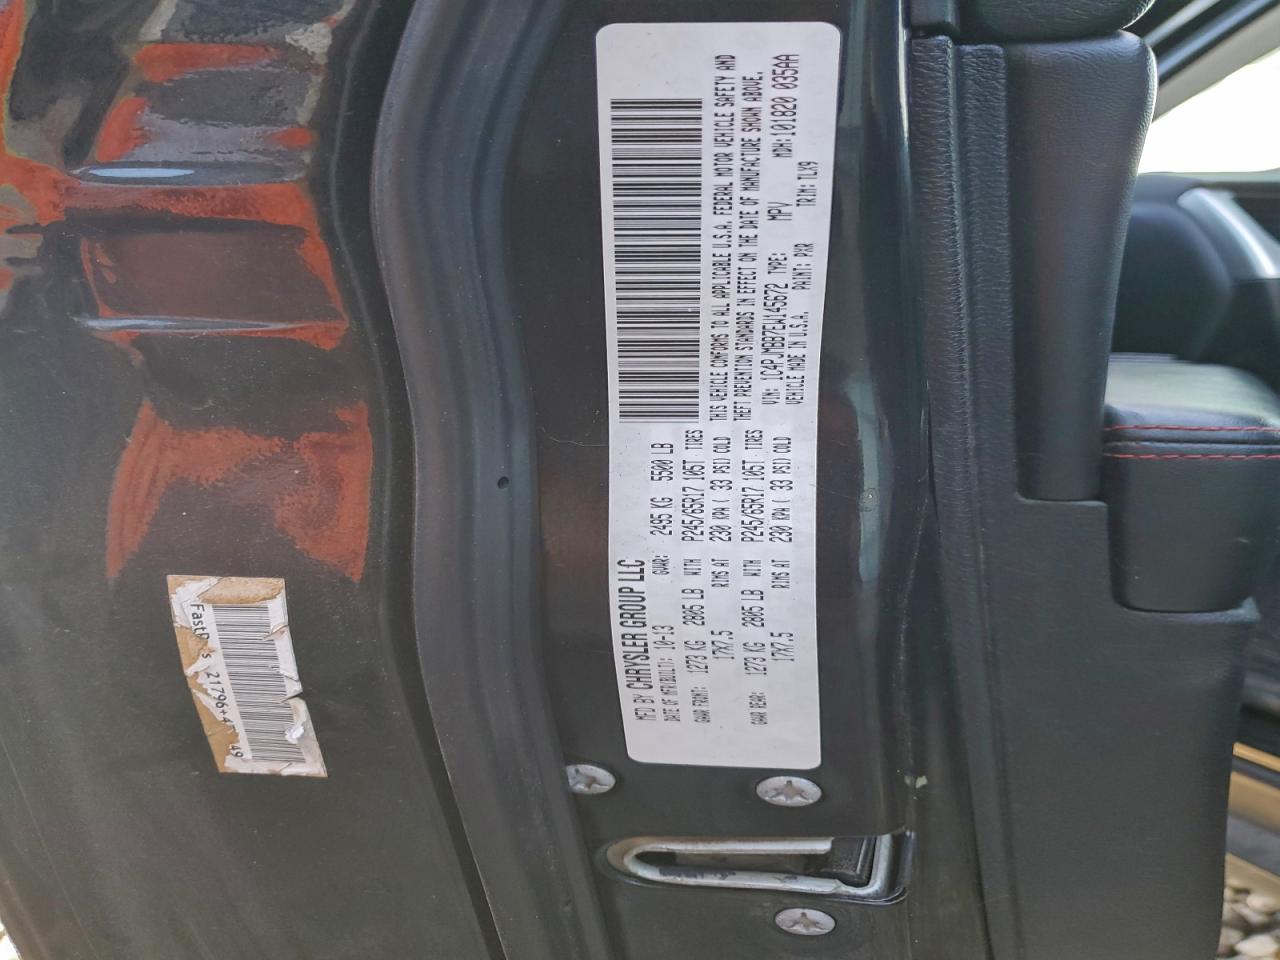 MFD BY CHRYSLER GROUP LLC
DATE OF MFR(BUILT): 10-13 GVWR: 2495 KG 5500 LB
GAWR FRONT: 1273 KG 2805 LB WITH P245/65R17 105T TIRES
17X7.5 RIMS AT 230 KPA ( 33 PSI) COLD
GAWR REAR: 1273 KG 2805 LB WITH P245/65R17 105T TIRES
17X7.5 RIMS AT 230 KPA ( 33 PSI) COLD
THIS VEHICLE CONFORMS TO ALL APPLICABLE U.S.A. FEDERAL MOTOR VEHICLE SAFETY AND
THEFT PREVENTION STANDARDS IN EFFECT ON THE DATE OF MANUFACTURE SHOWN ABOVE.
VIN: 1C4PJMBB7EW145672 TYPE: MPV MDH:101820 035AA
VEHICLE MADE IN U.S.A. PAINT: PXR TRIM: TLX9